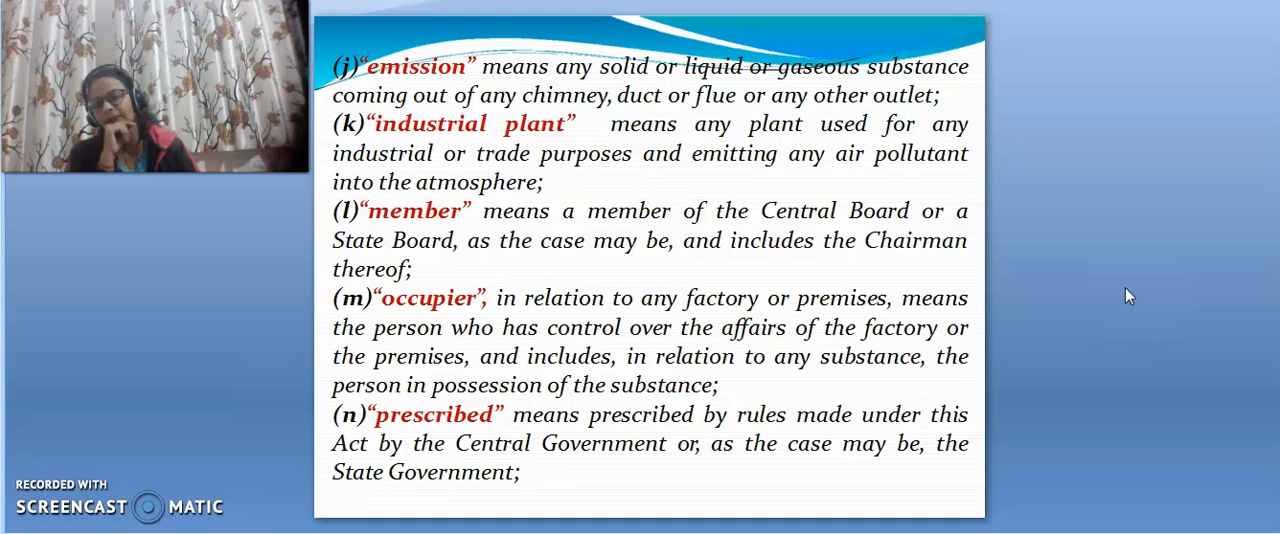 (j)“emission” means any solid or liquid or gaseous substance
coming out of any chimney, duct or flue or any other outlet;
(k)“industrial plant” means any plant used for any
industrial or trade purposes and emitting any air pollutant
into the atmosphere;
(l)“member” means a member of the Central Board or a
State Board, as the case may be, and includes the Chairman
thereof;
(m)“occupier”, in relation to any factory or premises, means
the person who has control over the affairs of the factory or
the premises, and includes, in relation to any substance, the
person in possession of the substance;
(n)“prescribed” means prescribed by rules made under this
Act by the Central Government or, as the case may be, the
State Government;
RECORDED WITH
SCREENCAST MATIC